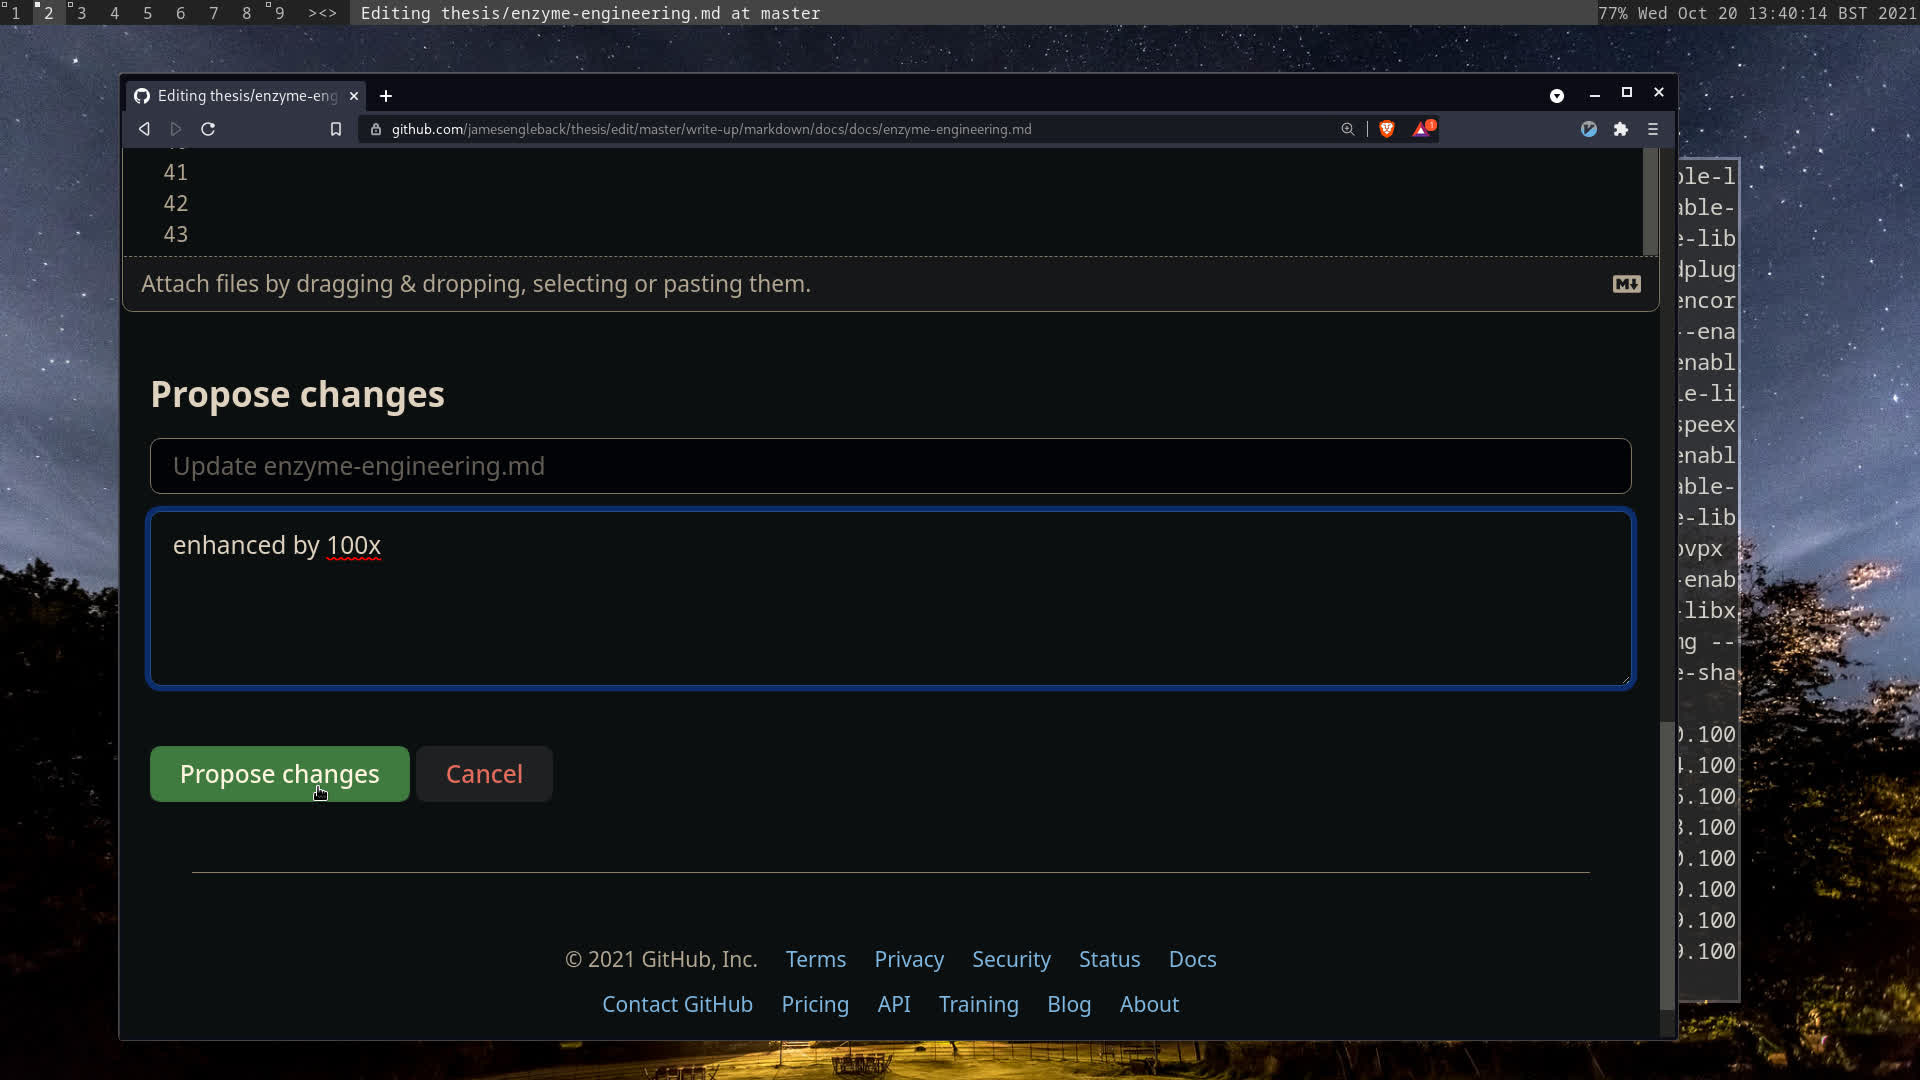 1 2 3 4 5 6 7 8 9 ><> Editing thesis/enzyme-engineering.md at master 77% Wed Oct 20 13:40:14 BST 2021
Editing thesis/enzyme-eng
github.com/jamesengleback/thesis/edit/master/write-up/markdown/docs/docs/enzyme-engineering.md 1
41
42
43
Attach files by dragging & dropping, selecting or pasting them.
M
Propose changes
Update enzyme-engineering.md
enhanced by 100x
Propose changes Cancel
© 2021 GitHub, Inc. Terms Privacy Security Status Docs
Contact GitHub Pricing API Training Blog About
ble-l
able-
e-lib
dplug
encor
--ena
enabl
le-li
speex
enabl
able-
e-lib
ovpx
-enab
-libx
ng --
e-sha
.100
.100
.100
.100
.100
.100
.100
.100